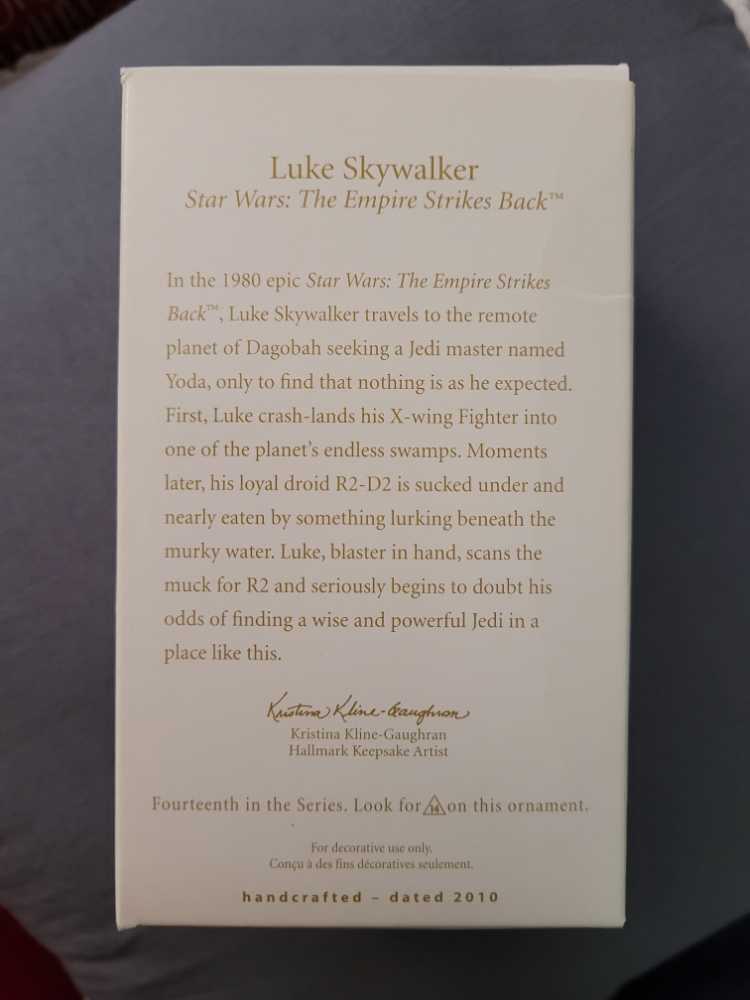 Luke Skywalker
Star Wars: The Empire Strikes Back™
In the 1980 epic Star Wars: The Empire Strikes
Back™, Luke Skywalker travels to the remote
planet of Dagobah seeking a Jedi master named
Yoda, only to find that nothing is as he expected.
First, Luke crash-lands his X-wing Fighter into
one of the planet's endless swamps. Moments
later, his loyal droid R2-D2 is sucked under and
nearly eaten by something lurking beneath the
murky water. Luke, blaster in hand, scans the
muck for R2 and seriously begins to doubt his
odds of finding a wise and powerful Jedi in a
place like this.
Kristina Kline-Gaughran
Kristina Kline-Gaughran
Hallmark Keepsake Artist
Fourteenth in the Series. Look for 14 on this ornament.
For decorative use only.
Conçu à des fins décoratives seulement.
handcrafted – dated 2010